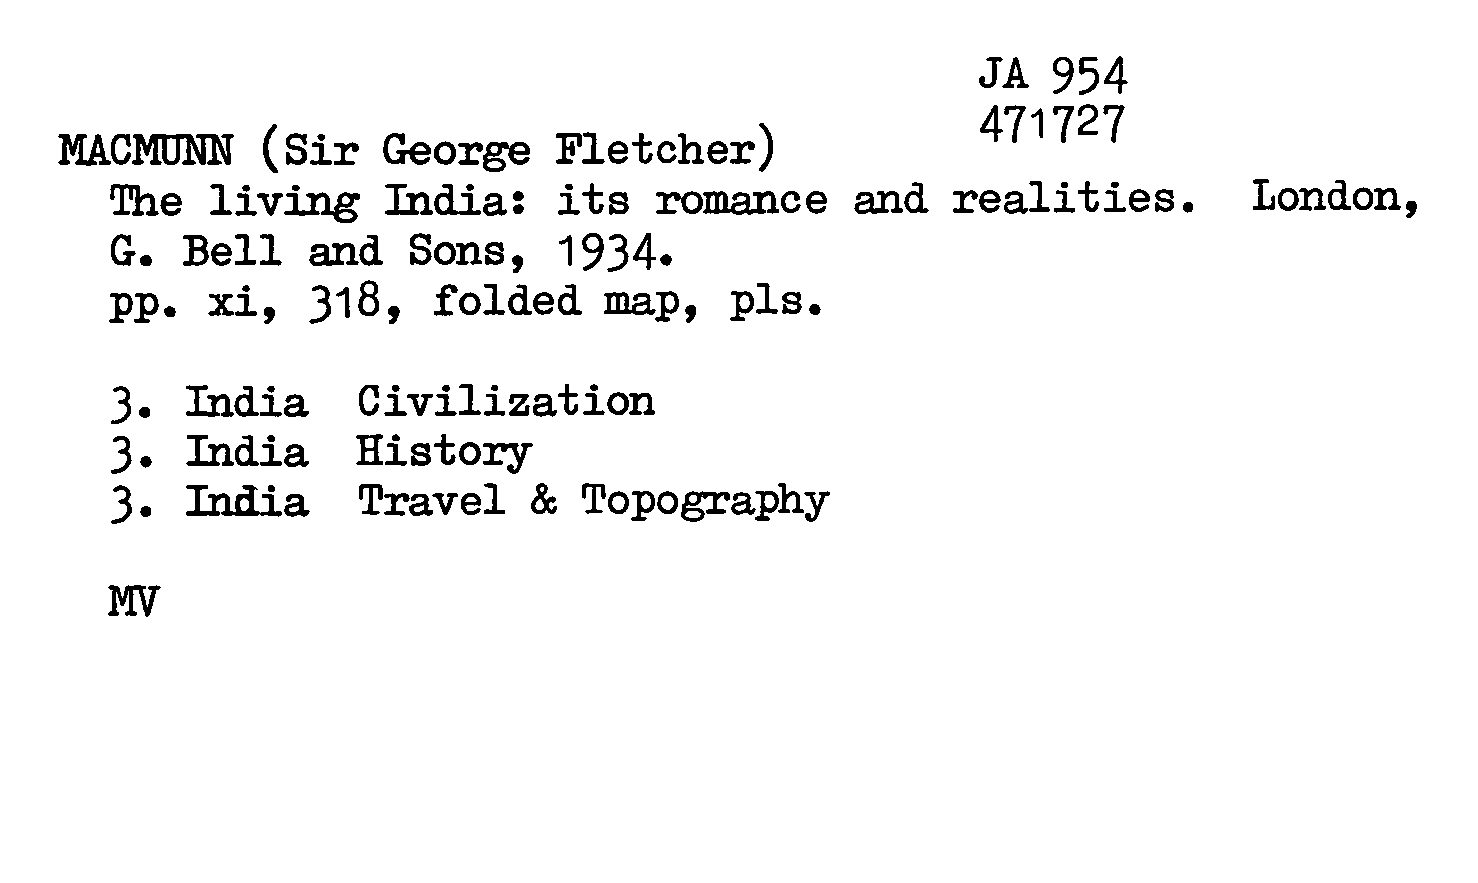 JA 954
471727
MACMUNN (Sir George Fletcher)
The living India: its romance and realities. London,
G. Bell and Sons, 1934.
pp. xi, 318, folded map, pls.
3. India Civilization
3. India History
3. India Travel & Topography
MV